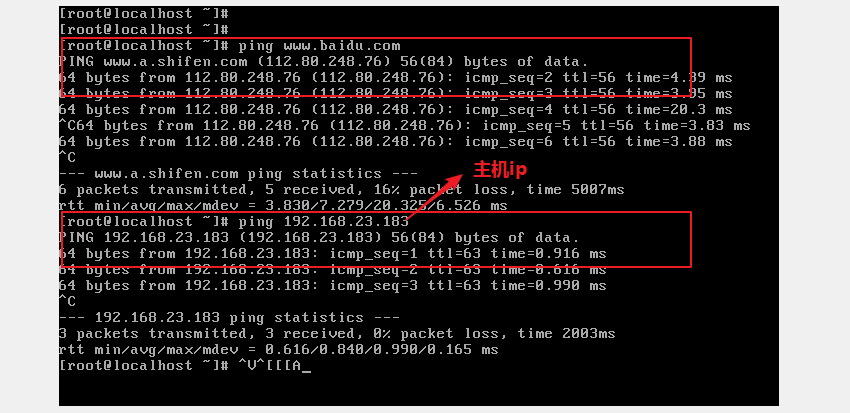 [root@localhost ~]#
[root@localhost ~]#
[root@localhost ~]# ping www.baidu.com
PING www.a.shifen.com (112.80.248.76) 56(84) bytes of data.
64 bytes from 112.80.248.76 (112.80.248.76): icmp_seq=2 ttl=56 time=4.39 ms
64 bytes from 112.80.248.76 (112.80.248.76): icmp_seq=3 ttl=56 time=3.95 ms
64 bytes from 112.80.248.76 (112.80.248.76): icmp_seq=4 ttl=56 time=20.3 ms
^C64 bytes from 112.80.248.76 (112.80.248.76): icmp_seq=5 ttl=56 time=3.83 ms
64 bytes from 112.80.248.76 (112.80.248.76): icmp_seq=6 ttl=56 time=3.88 ms
^C
--- www.a.shifen.com ping statistics ---
主机ip
6 packets transmitted, 5 received, 16% packet loss, time 5007ms
rtt min/avg/max/mdev = 3.830/7.279/20.325/6.526 ms
[root@localhost ~]# ping 192.168.23.183
PING 192.168.23.183 (192.168.23.183) 56(84) bytes of data.
64 bytes from 192.168.23.183: icmp_seq=1 ttl=63 time=0.916 ms
64 bytes from 192.168.23.183: icmp_seq=2 ttl=63 time=0.616 ms
64 bytes from 192.168.23.183: icmp_seq=3 ttl=63 time=0.990 ms
^C
--- 192.168.23.183 ping statistics ---
3 packets transmitted, 3 received, 0% packet loss, time 2003ms
rtt min/avg/max/mdev = 0.616/0.840/0.990/0.165 ms
[root@localhost ~]# ^V^[[[A_